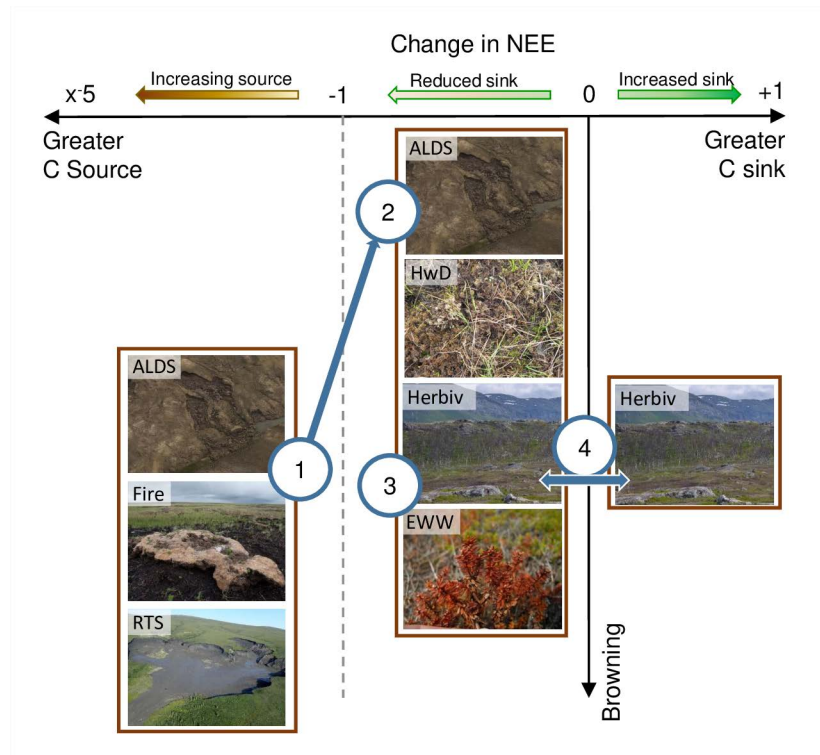 Change in NEE
Increasing source
Reduced sink
Increased sink
x-5
-1
0
+1
Greater
C Source
Greater
C sink
ALDS
2
HwD
ALDS
Herbiv
Herbiv
4
1
3
Fire
EWW
RTS
Browning